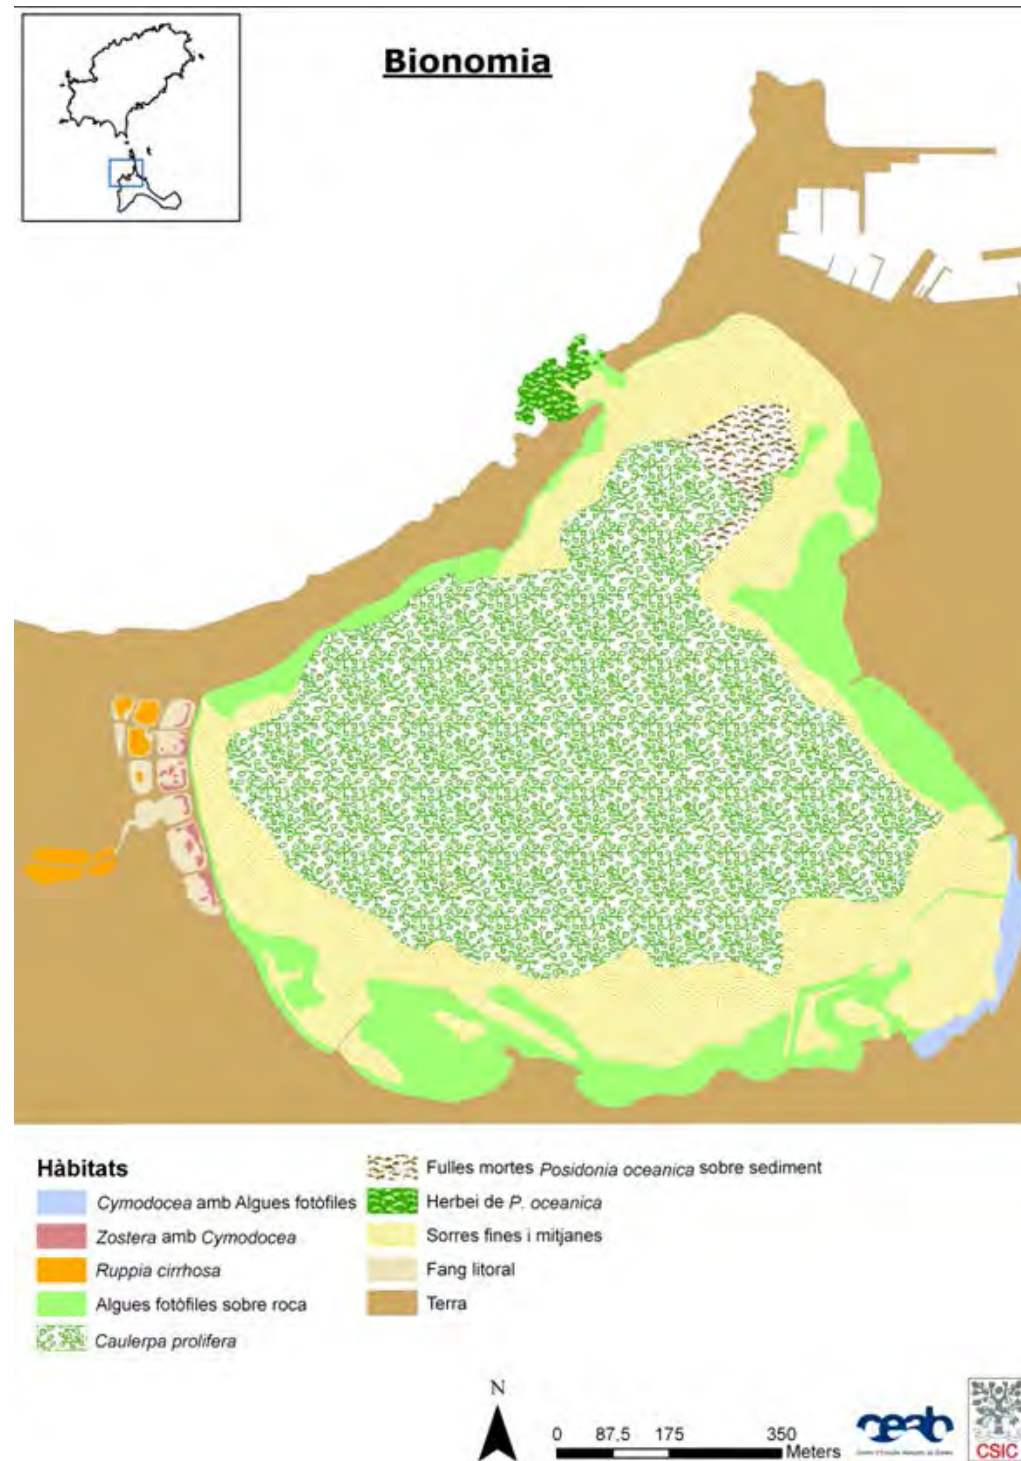 Bionomia
Hàbitats
Cymodocea amb Algues fotòfiles
Zostera amb Cymodocea
Ruppia cirrhosa
Algues fotòfiles sobre roca
Caulerpa prolifera
Fulles mortes Posidonia oceanica sobre sediment
Herbei de P. oceanica
Sorres fines i mitjanes
Fang litoral
Terra
N
0 87,5 175 350
Meters
ceab
CSIC